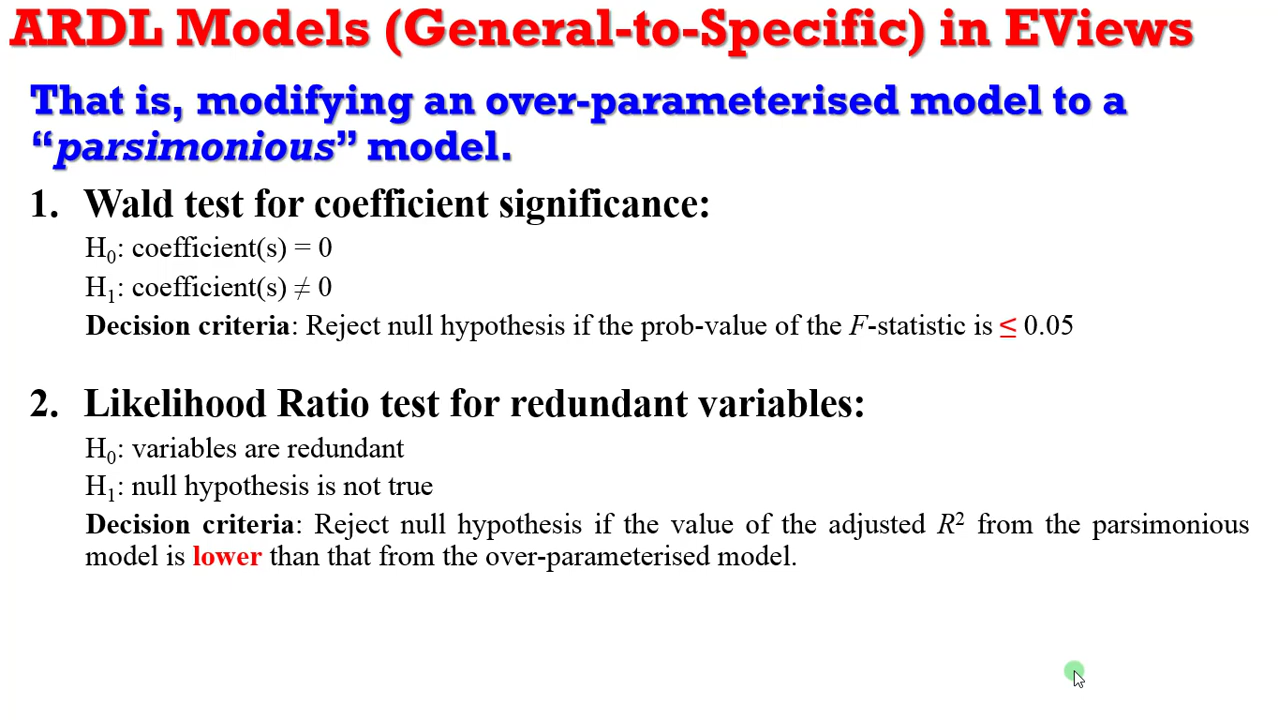 ARDL Models (General-to-Specific) in EViews
That is, modifying an over-parameterised model to a
“parsimonious” model.
1. Wald test for coefficient significance:
H₀: coefficient(s) = 0
H₁: coefficient(s) ≠ 0
Decision criteria: Reject null hypothesis if the prob-value of the F-statistic is ≤ 0.05
2. Likelihood Ratio test for redundant variables:
H₀: variables are redundant
H₁: null hypothesis is not true
Decision criteria: Reject null hypothesis if the value of the adjusted R² from the parsimonious
model is lower than that from the over-parameterised model.